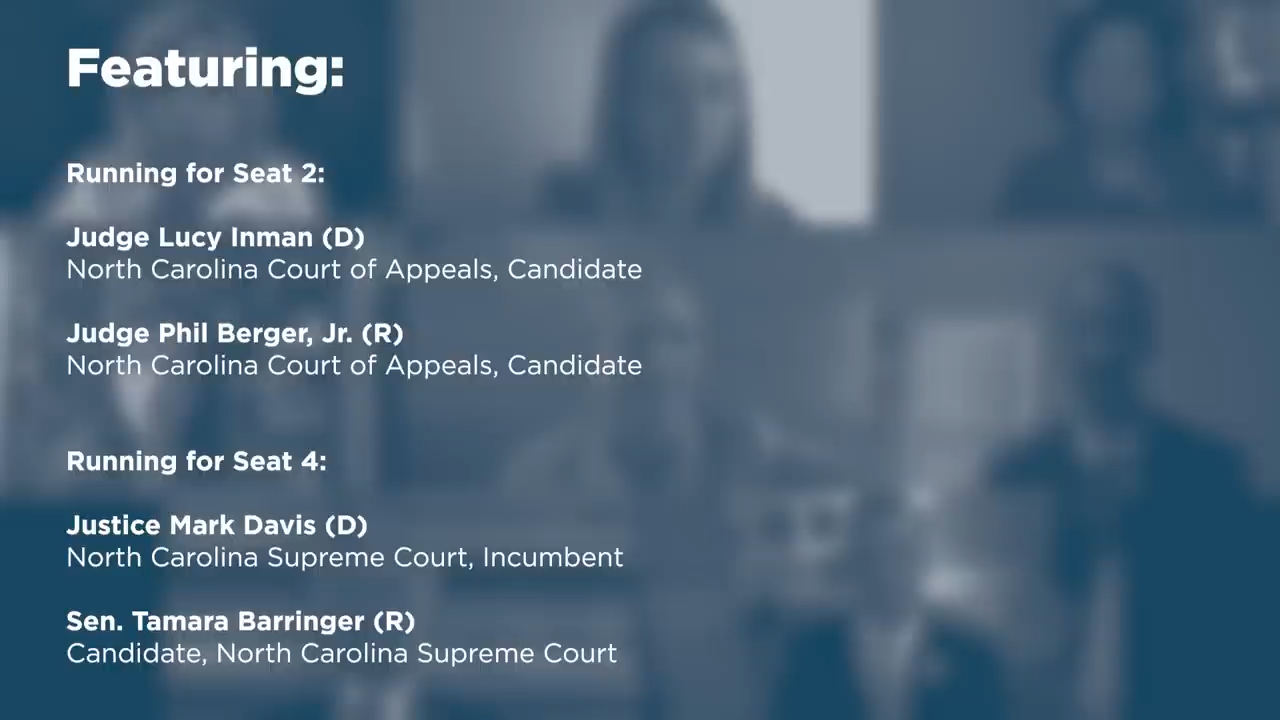 Featuring:
Running for Seat 2:
Judge Lucy Inman (D)
North Carolina Court of Appeals, Candidate
Judge Phil Berger, Jr. (R)
North Carolina Court of Appeals, Candidate
Running for Seat 4:
Justice Mark Davis (D)
North Carolina Supreme Court, Incumbent
Sen. Tamara Barringer (R)
Candidate, North Carolina Supreme Court